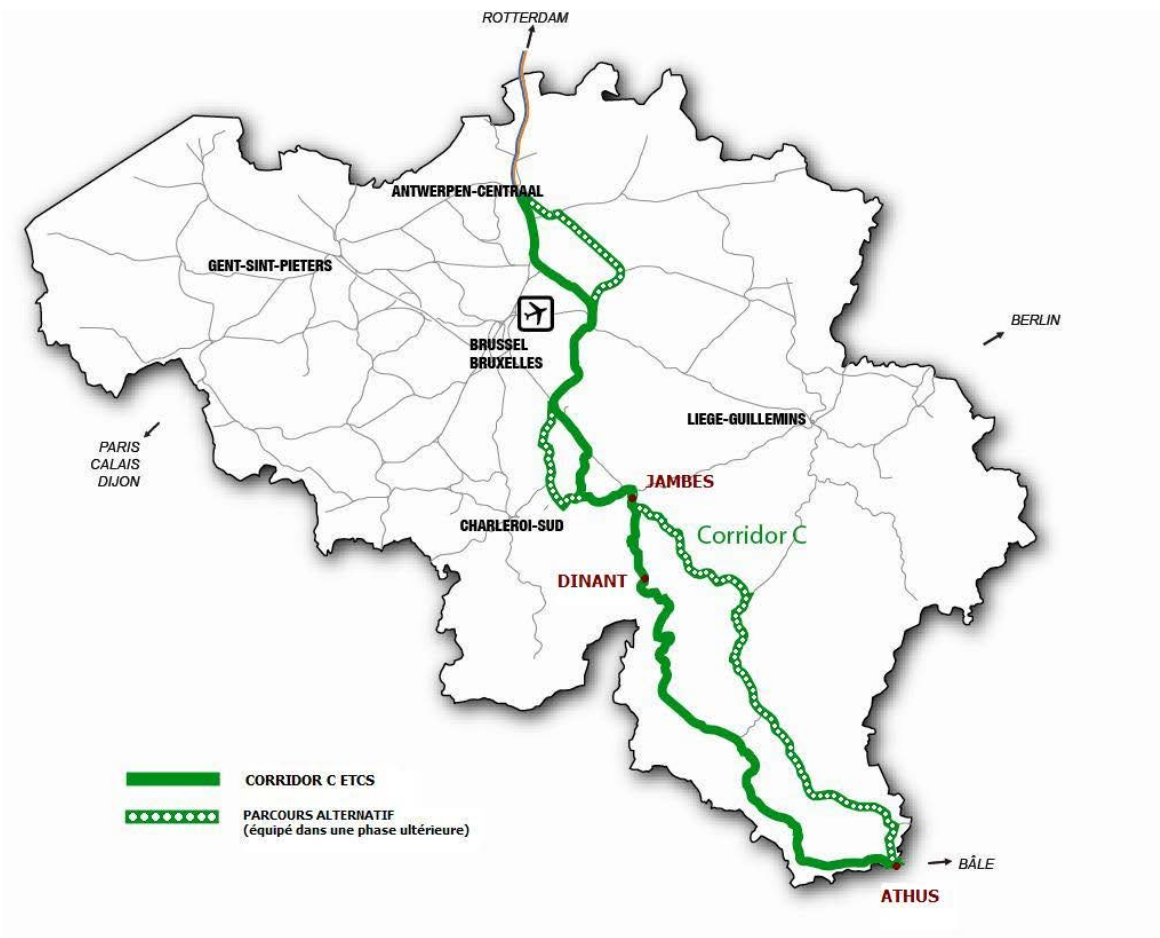 ROTTERDAM
ANTWERPEN-CENTRAAL
GENT-SINT-PIETERS
BRUSSEL
BRUXELLES
BERLIN
LIEGE-GUILLEMINS
PARIS
CALAIS
DIJON
JAMBES
CHARLEROI-SUD
Corridor C
DINANT
CORRIDOR C ETCS
PARCOURS ALTERNATIF
(équipé dans une phase ultérieure)
BÂLE
ATHUS